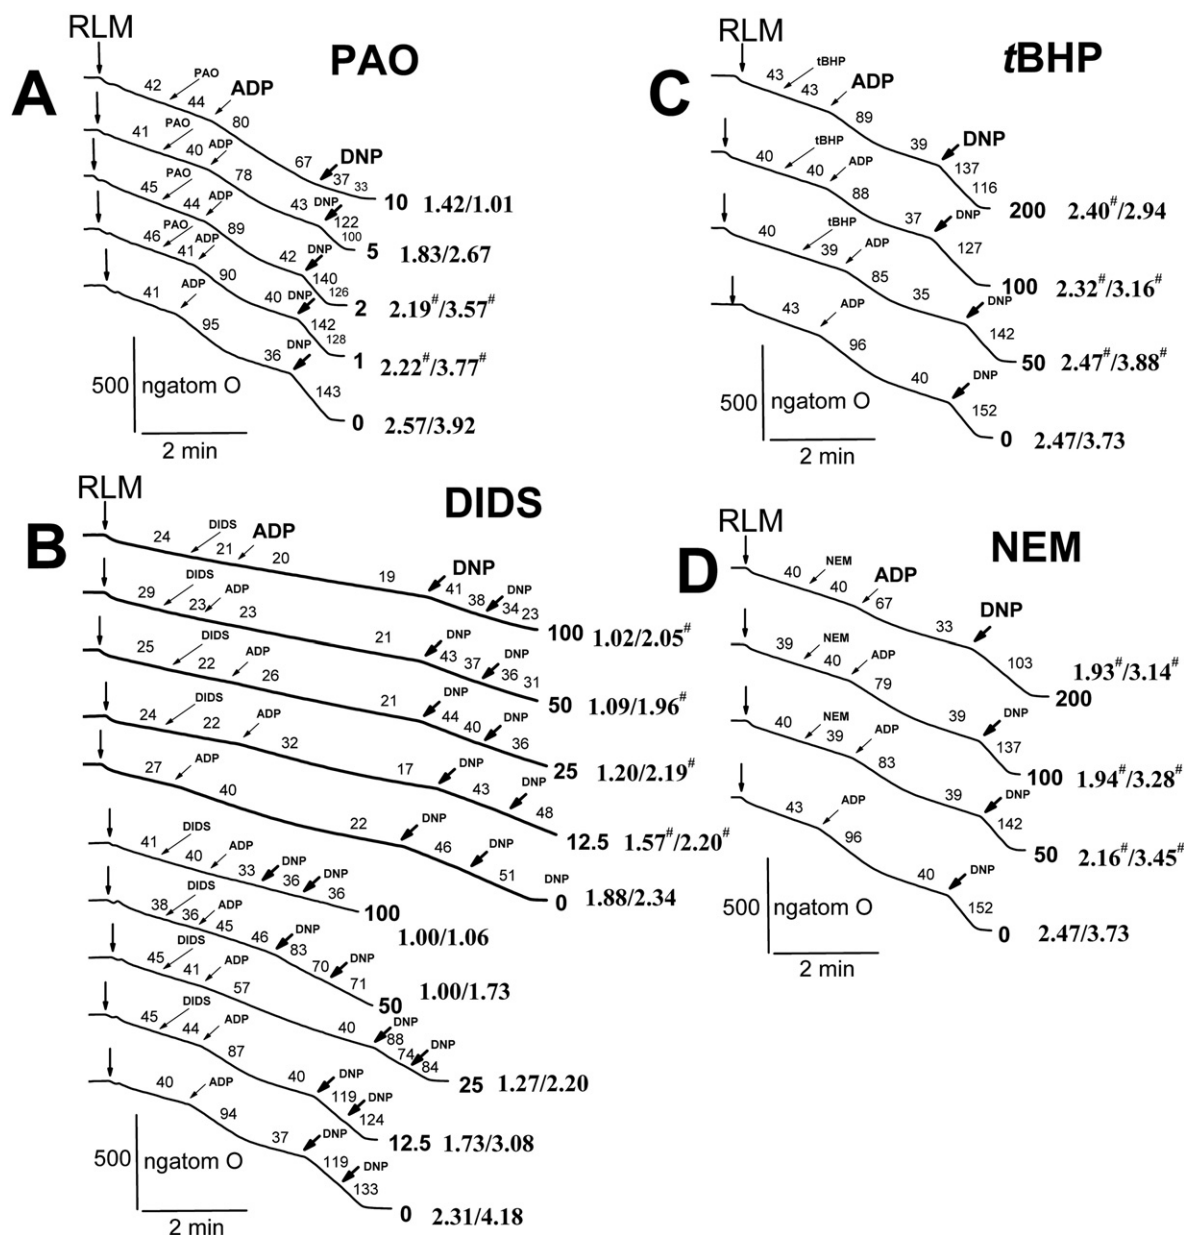 A
PAO
RLM
42
PAO
44
ADP
80
67
DNP
37
33
10 1.42/1.01
41
PAO
40
ADP
78
43
DNP
122
100
5 1.83/2.67
45
PAO
44
ADP
89
42
DNP
140
126
2 2.19#/3.57#
46
PAO
41
ADP
90
40
DNP
142
128
1 2.22#/3.77#
41
ADP
95
36
DNP
143
0 2.57/3.92
500 ngatom O
2 min
B
DIDS
RLM
24
DIDS
21
ADP
20
19
DNP
41
38
DNP
34
23
100 1.02/2.05#
29
DIDS
23
ADP
23
21
DNP
43
37
DNP
36
31
50 1.09/1.96#
25
DIDS
22
ADP
26
21
DNP
44
40
DNP
36
25 1.20/2.19#
24
DIDS
22
ADP
32
17
DNP
43
DNP
48
12.5 1.57#/2.20#
27
ADP
40
22
DNP
46
DNP
51
0 1.88/2.34
41
DIDS
40
ADP
33
DNP
36
DNP
36
100 1.00/1.06
38
DIDS
36
ADP
45
46
DNP
83
70
DNP
71
50 1.00/1.73
45
DIDS
41
ADP
57
40
DNP
88
74
DNP
84
25 1.27/2.20
45
DIDS
44
ADP
87
40
DNP
119
DNP
124
12.5 1.73/3.08
40
ADP
94
37
DNP
119
DNP
133
0 2.31/4.18
500 ngatom O
2 min
C
tBHP
RLM
43
tBHP
43
ADP
89
39
DNP
137
116
200 2.40#/2.94
40
tBHP
40
ADP
88
37
DNP
127
100 2.32#/3.16#
40
tBHP
39
ADP
85
35
DNP
142
50 2.47#/3.88#
43
ADP
96
40
DNP
152
0 2.47/3.73
500 ngatom O
2 min
D
NEM
RLM
40
NEM
40
ADP
67
33
DNP
103
200 1.93#/3.14#
39
NEM
40
ADP
79
39
DNP
137
100 1.94#/3.28#
40
NEM
39
ADP
83
39
DNP
142
50 2.16#/3.45#
43
ADP
96
40
DNP
152
0 2.47/3.73
500 ngatom O
2 min